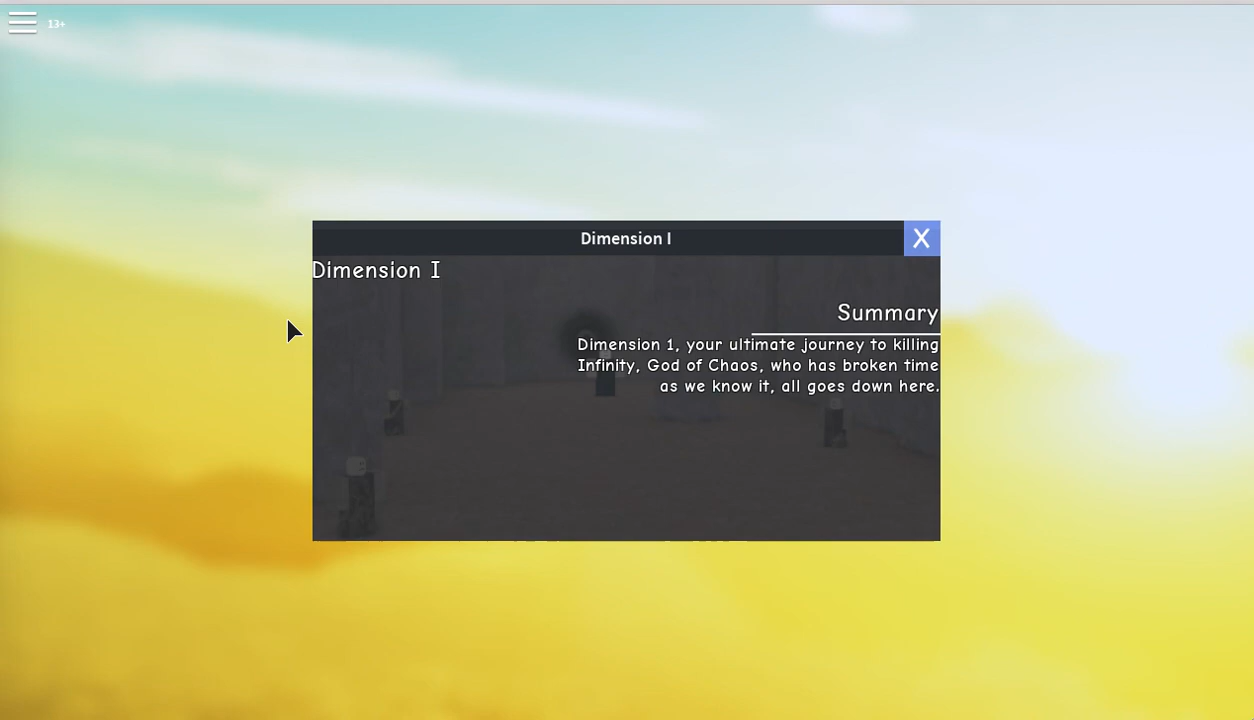 13+
Dimension I
X
Dimension I
Summary
Dimension 1, your ultimate journey to killing
Infinity, God of Chaos, who has broken time
as we know it, all goes down here.